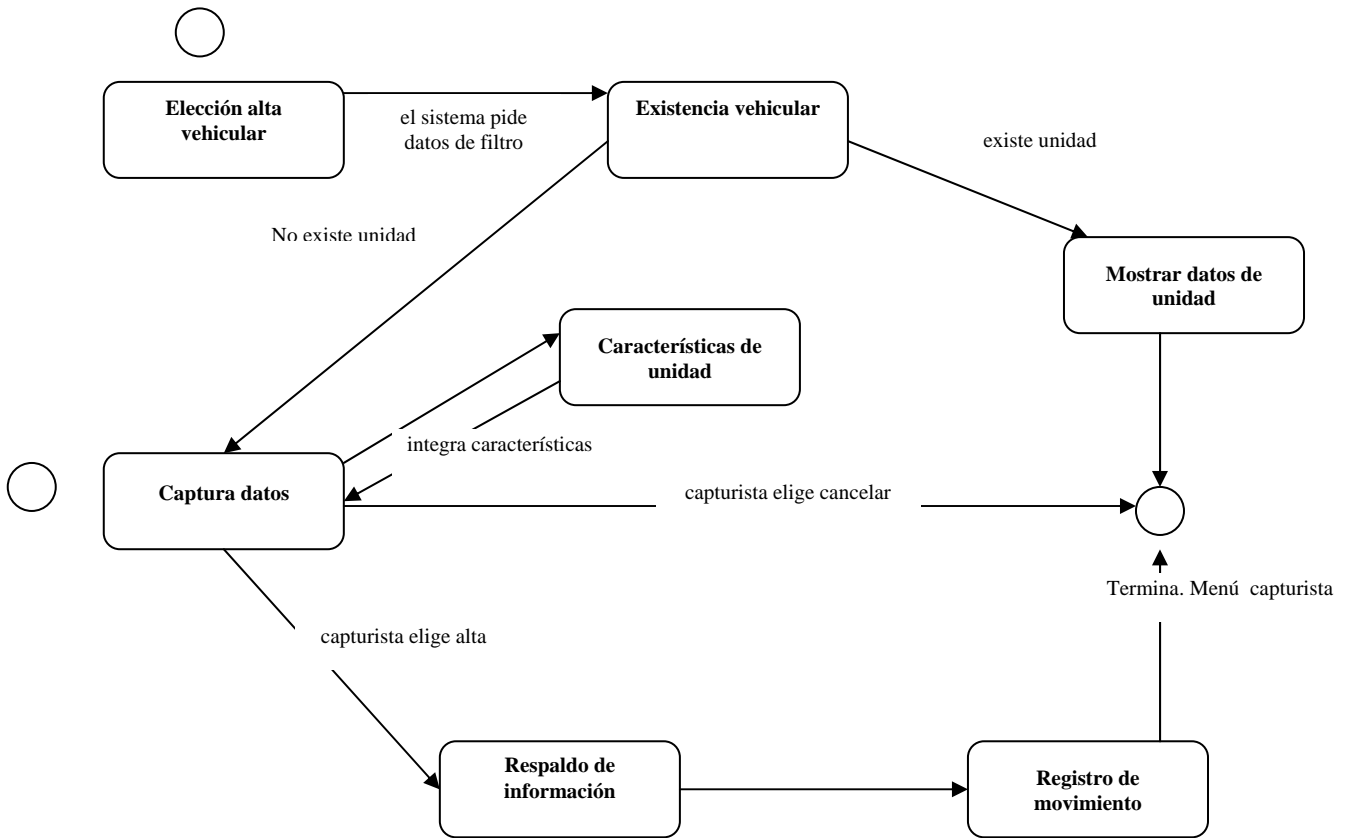 Elección alta
vehicular
el sistema pide
datos de filtro
Existencia vehicular
existe unidad
No existe unidad
Mostrar datos de
unidad
Características de
unidad
integra características
Captura datos
capturista elige cancelar
Termina. Menú capturista
capturista elige alta
Respaldo de
información
Registro de
movimiento